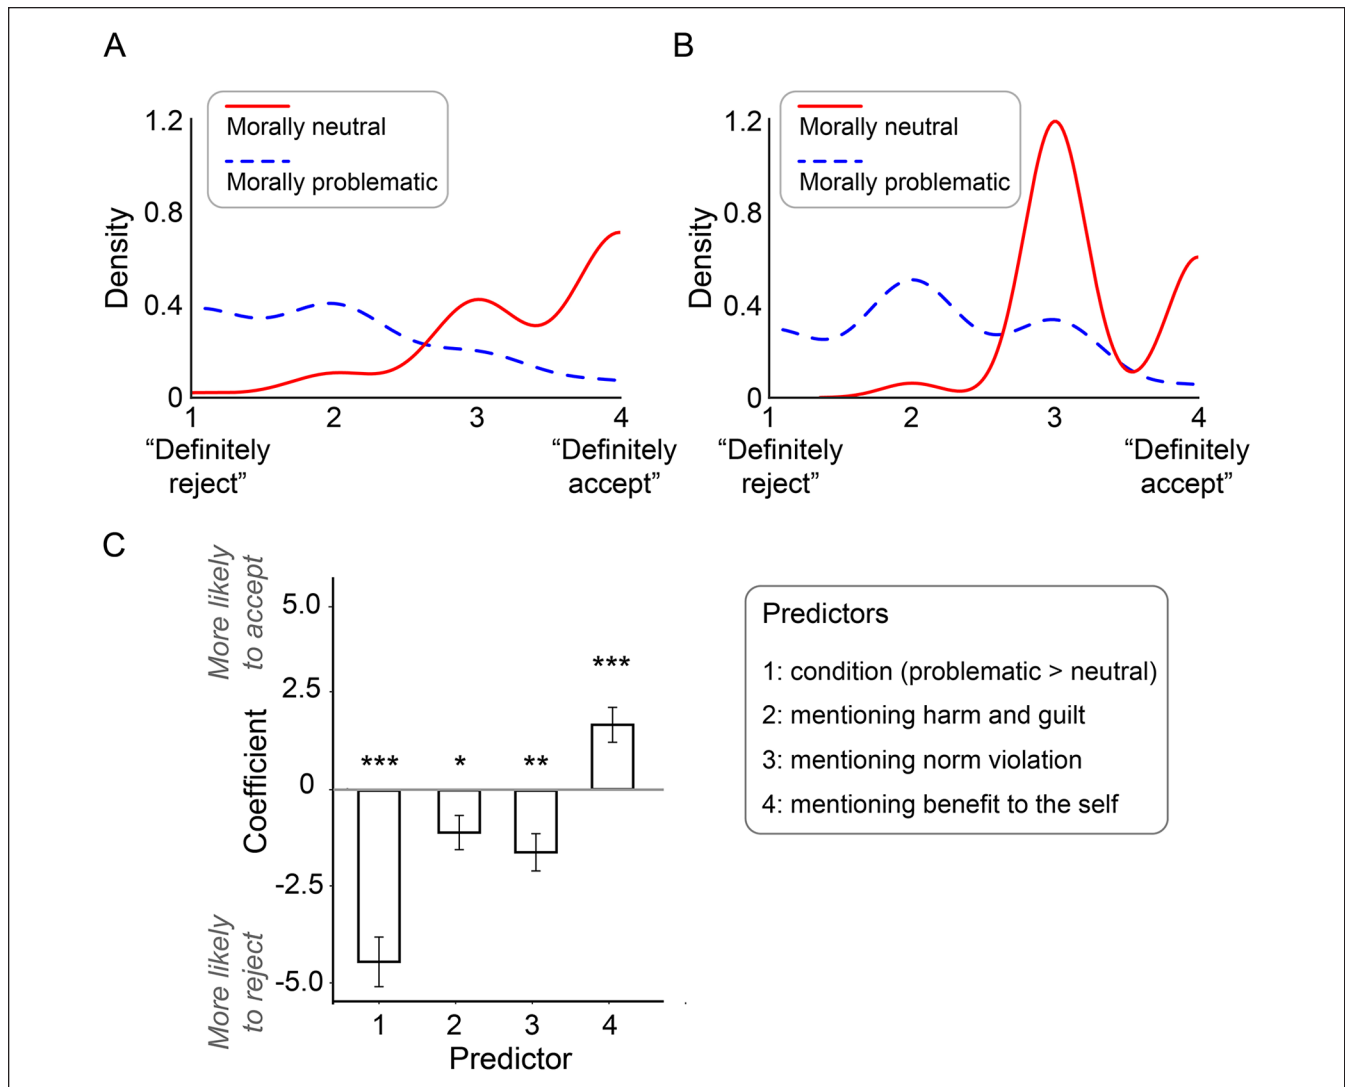 A
Morally neutral
Morally problematic
1.2
0.8
0.4
0
Density
1
2
3
4
“Definitely
reject”
“Definitely
accept”
B
Morally neutral
Morally problematic
1.2
0.8
0.4
0
Density
1
2
3
4
“Definitely
reject”
“Definitely
accept”
C
More likely
to accept
Coefficient
More likely
to reject
5.0
2.5
0
-2.5
-5.0
***
*
**
***
1
2
3
4
Predictor
Predictors
1: condition (problematic > neutral)
2: mentioning harm and guilt
3: mentioning norm violation
4: mentioning benefit to the self